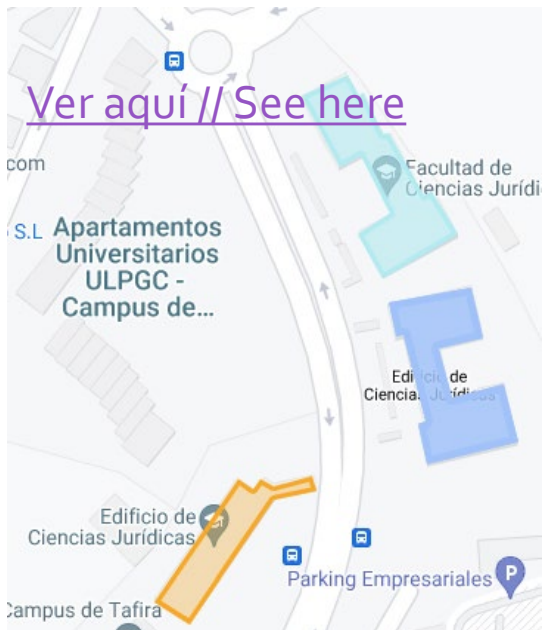 Ver aquí // See here
Facultad de
Ciencias Jurídi
com
S.L
Apartamentos
Universitarios
ULPGC -
Campus de...
Edificio de
Ciencias Jurídicas
Edificio de
Ciencias Jurídicas
Parking Empresariales
P
Campus de Tafira